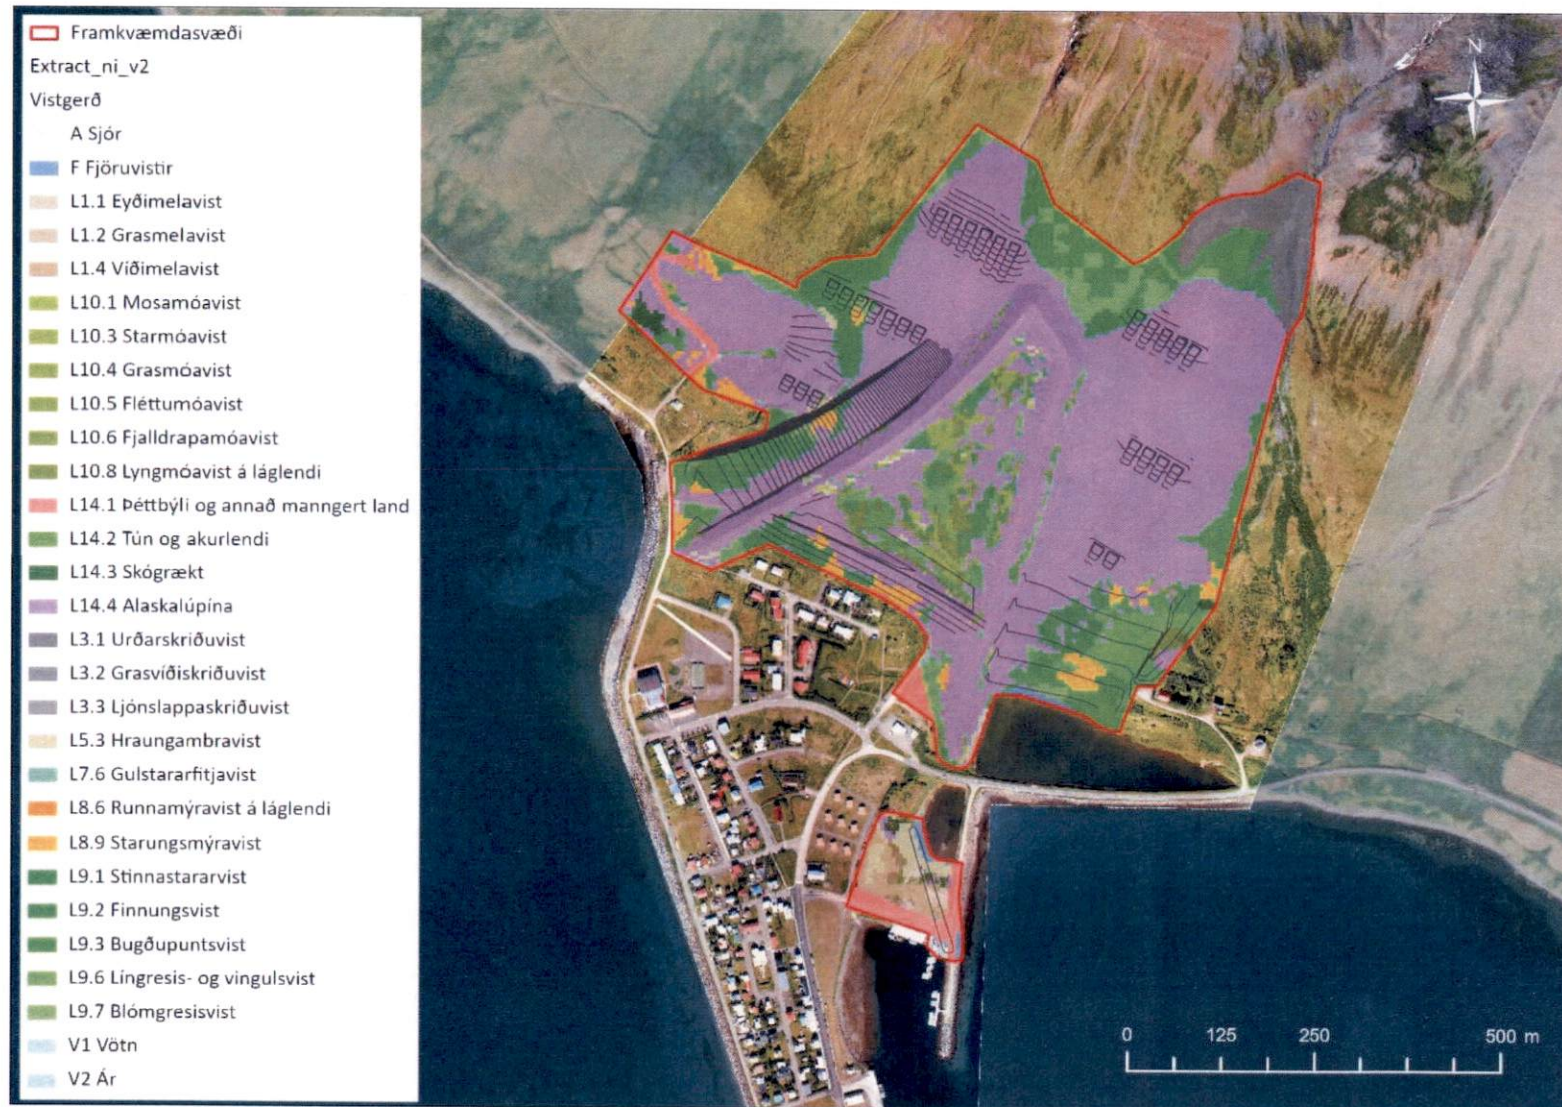 Framkvæmdasvæði
Extract_ni_v2
Vistgerð
A Sjór
F Fjöruvistir
L1.1 Eyðimelavist
L1.2 Grasmelavist
L1.4 Víðimelavist
L10.1 Mosamóavist
L10.3 Starmóavist
L10.4 Grasmóavist
L10.5 Fléttumóavist
L10.6 Fjalldrapamóavist
L10.8 Lyngmóavist á láglendi
L14.1 Þéttbýli og annað manngert land
L14.2 Tún og akurlendi
L14.3 Skógrækt
L14.4 Alaskalúpína
L3.1 Urðarskriðuvist
L3.2 Grasvíðiskriðuvist
L3.3 Ljónslappaskriðuvist
L5.3 Hraungambravist
L7.6 Gulstararfitjavist
L8.6 Runnamýravist á láglendi
L8.9 Starungsmýravist
L9.1 Stinnastararvist
L9.2 Finnungsvist
L9.3 Bugðupuntsvist
L9.6 Língresis- og vingulsvist
L9.7 Blómgresisvist
V1 Vötn
V2 Ár
N
0 125 250 500 m